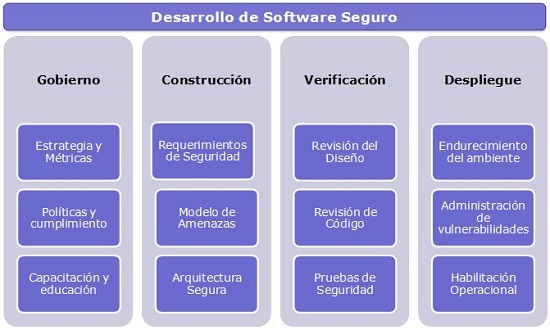 Desarrollo de Software Seguro
Gobierno
Estrategia y
Métricas
Políticas y
cumplimiento
Capacitación y
educación
Construcción
Requerimientos
de Seguridad
Modelo de
Amenazas
Arquitectura
Segura
Verificación
Revisión del
Diseño
Revisión de
Código
Pruebas de
Seguridad
Despliegue
Endurecimiento
del ambiente
Administración
de
vulnerabilidades
Habilitación
Operacional